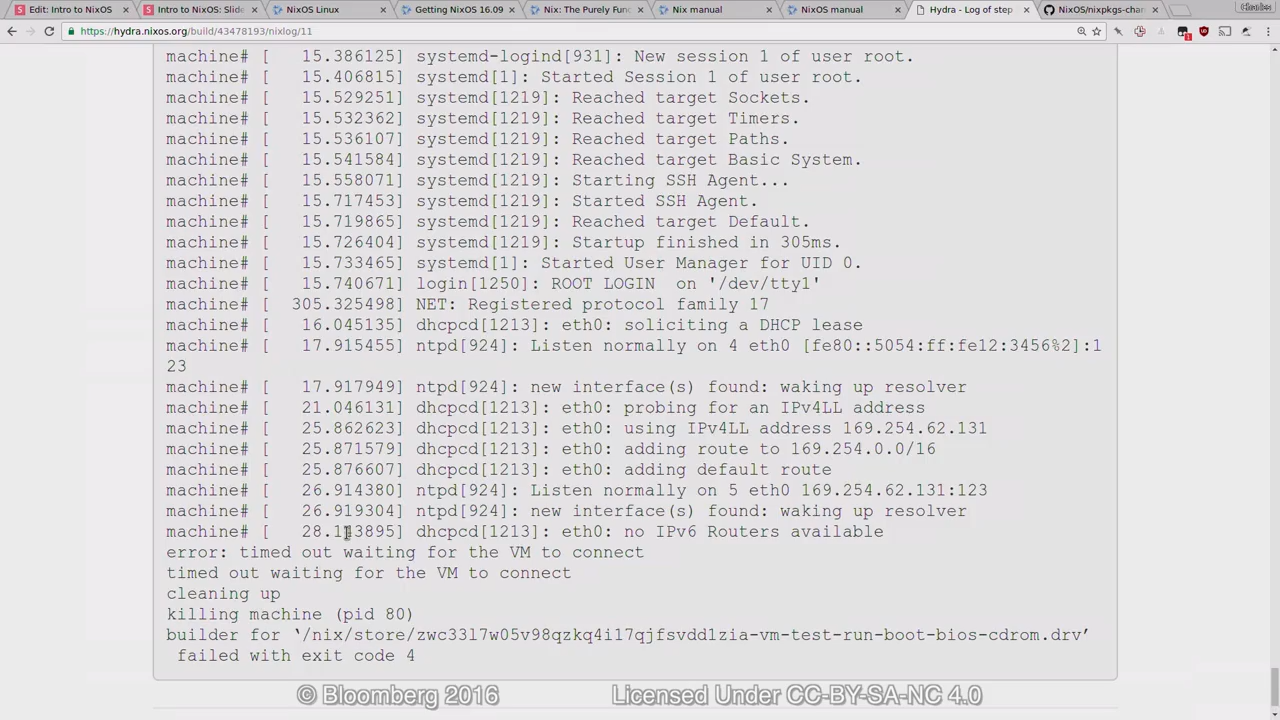 Edit: Intro to NixOS
Intro to NixOS: Slide
NixOS Linux
Getting NixOS 16.09
Nix: The Purely Fun
Nix manual
NixOS manual
Hydra - Log of step
NixOS/nixpkgs-chan
https://hydra.nixos.org/build/43478193/nixlog/11
machine# [   15.386125] systemd-logind[931]: New session 1 of user root.
machine# [   15.406815] systemd[1]: Started Session 1 of user root.
machine# [   15.529251] systemd[1219]: Reached target Sockets.
machine# [   15.532362] systemd[1219]: Reached target Timers.
machine# [   15.536107] systemd[1219]: Reached target Paths.
machine# [   15.541584] systemd[1219]: Reached target Basic System.
machine# [   15.558071] systemd[1219]: Starting SSH Agent...
machine# [   15.717453] systemd[1219]: Started SSH Agent.
machine# [   15.719865] systemd[1219]: Reached target Default.
machine# [   15.726404] systemd[1219]: Startup finished in 305ms.
machine# [   15.733465] systemd[1]: Started User Manager for UID 0.
machine# [   15.740671] login[1250]: ROOT LOGIN  on '/dev/tty1'
machine# [  305.325498] NET: Registered protocol family 17
machine# [   16.045135] dhcpcd[1213]: eth0: soliciting a DHCP lease
machine# [   17.915455] ntpd[924]: Listen normally on 4 eth0 [fe80::5054:ff:fe12:3456%2]:1
23
machine# [   17.917949] ntpd[924]: new interface(s) found: waking up resolver
machine# [   21.046131] dhcpcd[1213]: eth0: probing for an IPv4LL address
machine# [   25.862623] dhcpcd[1213]: eth0: using IPv4LL address 169.254.62.131
machine# [   25.871579] dhcpcd[1213]: eth0: adding route to 169.254.0.0/16
machine# [   25.876607] dhcpcd[1213]: eth0: adding default route
machine# [   26.914380] ntpd[924]: Listen normally on 5 eth0 169.254.62.131:123
machine# [   26.919304] ntpd[924]: new interface(s) found: waking up resolver
machine# [ dhcpcd[1213]: eth0: no IPv6 Routers available
error: timed out waiting for the VM to connect
timed out waiting for the VM to connect
cleaning up
killing machine (pid 80)
builder for ‘/nix/store/zwc33l7w05v98qzkq4i17qjfsvdd1zia-vm-test-run-boot-bios-cdrom.drv’
failed with exit code 4
© Bloomberg 2016
Licensed Under CC-BY-SA-NC 4.0